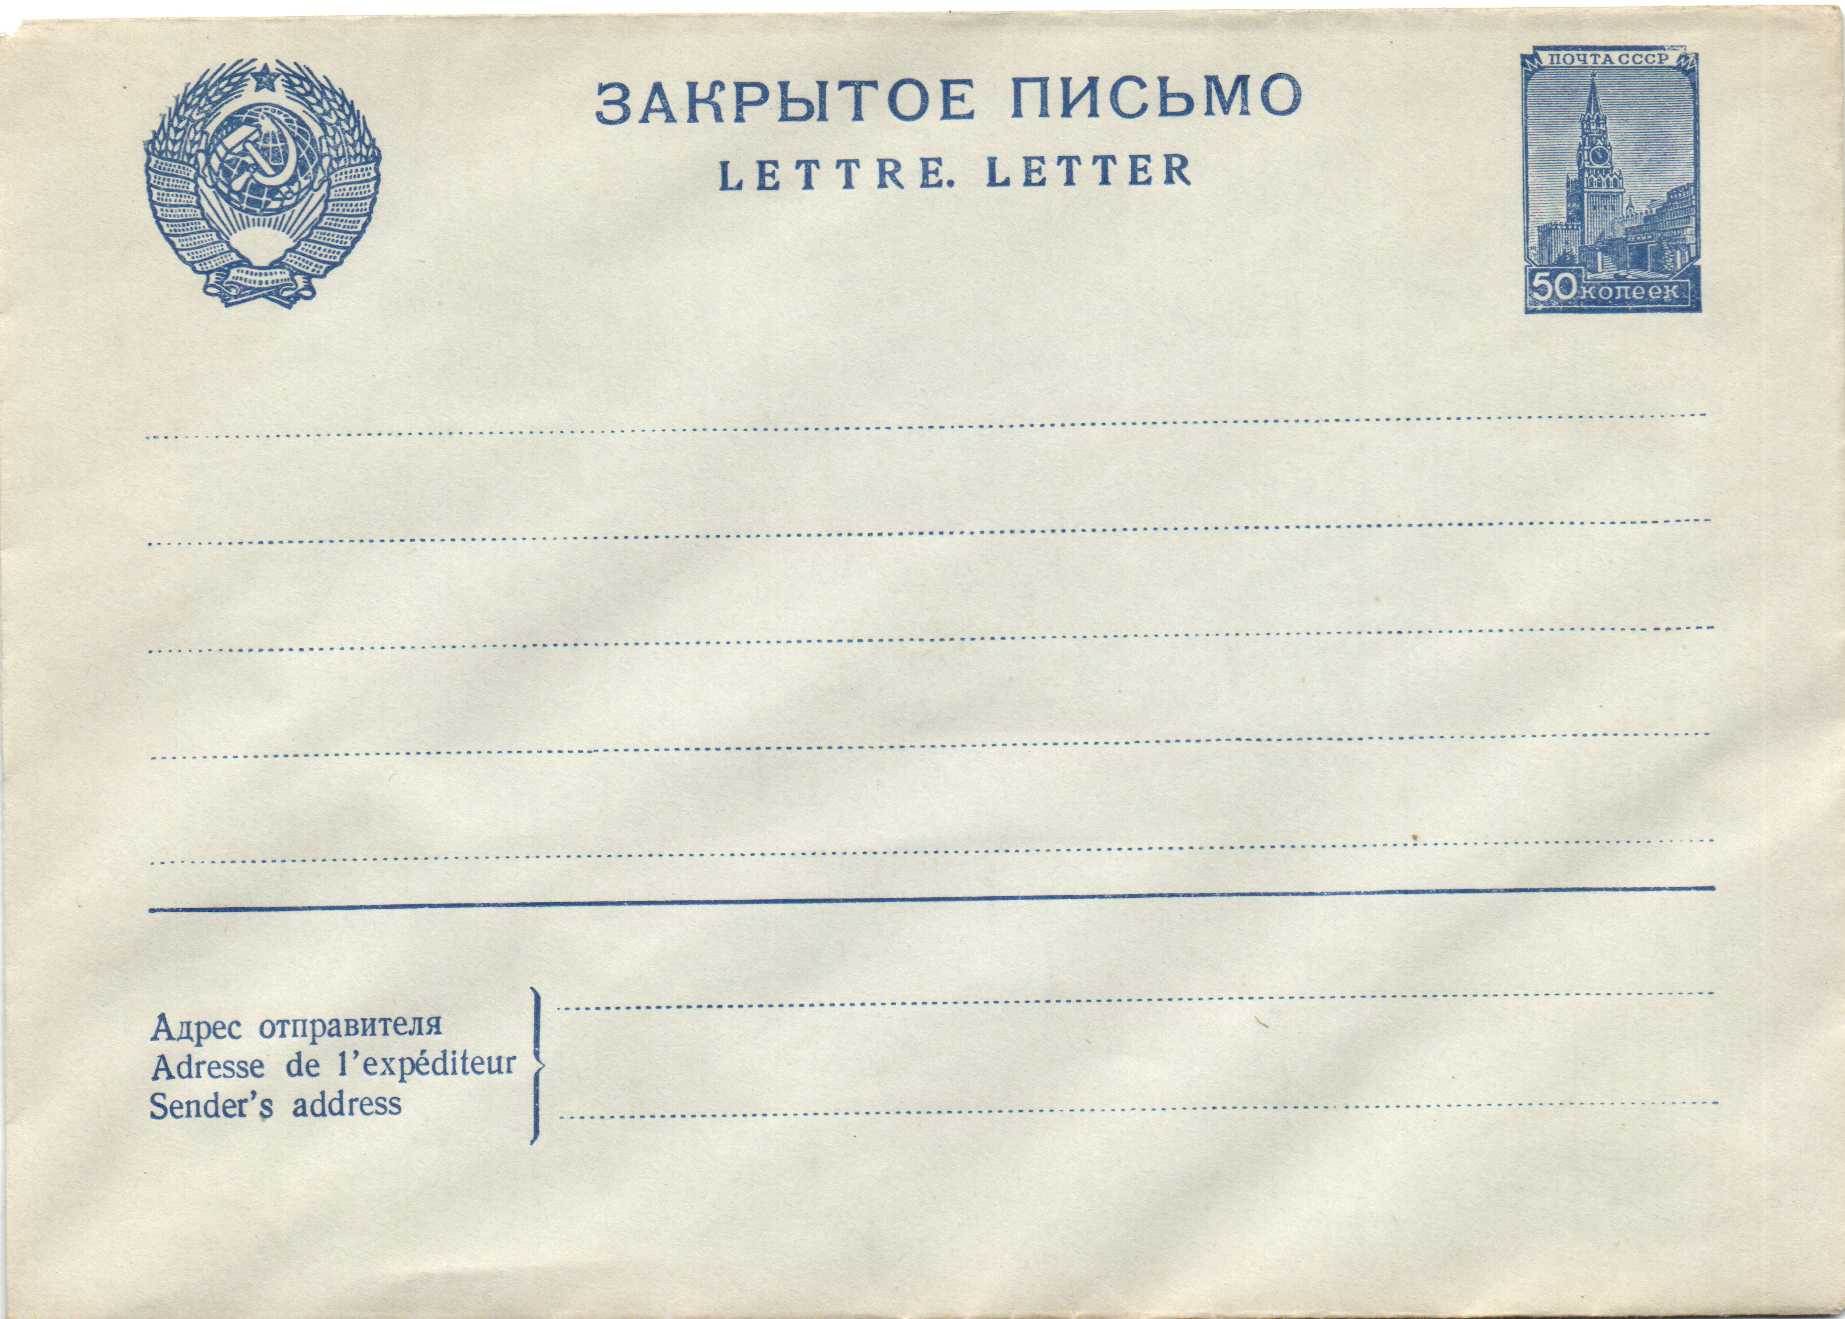 ЗАКРЫТОЕ ПИСЬМО
LETTRE. LETTER
ПОЧТА СССР
50 копеек
Адрес отправителя
Adresse de l'expéditeur
Sender's address